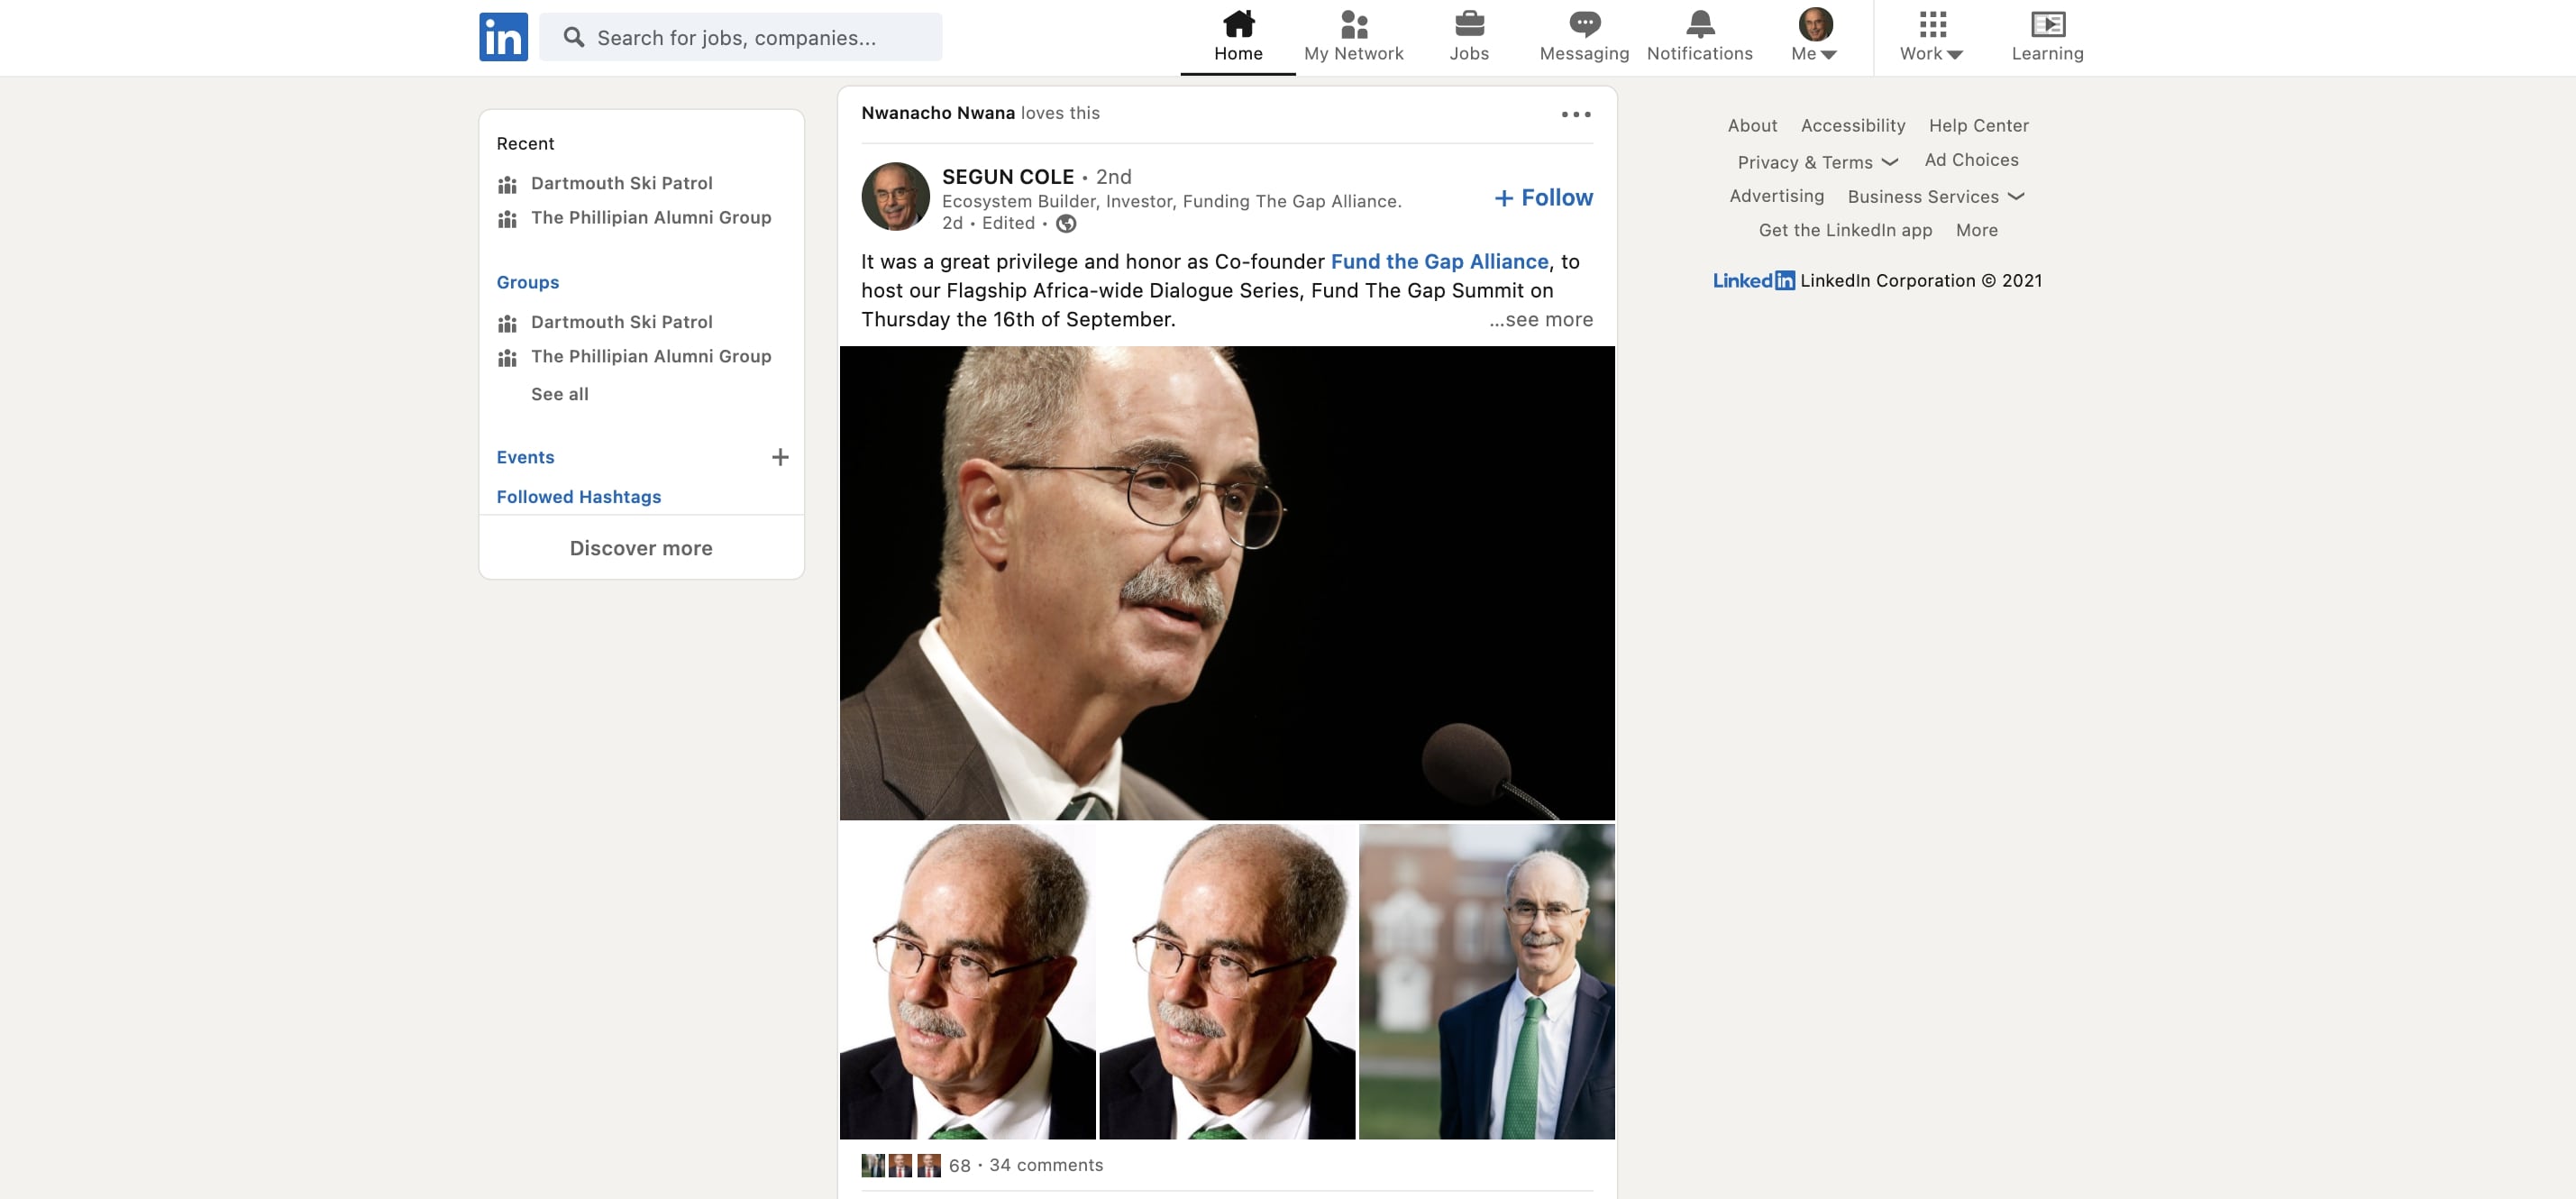 in
Search for jobs, companies...
Home
My Network
Jobs
Messaging
Notifications
Me
Work
Learning
Recent
Dartmouth Ski Patrol
The Phillipian Alumni Group
Groups
Dartmouth Ski Patrol
The Phillipian Alumni Group
See all
Events +
Followed Hashtags
Discover more
Nwanacho Nwana loves this
SEGUN COLE • 2nd
Ecosystem Builder, Investor, Funding The Gap Alliance.
2d • Edited •
+ Follow
It was a great privilege and honor as Co-founder Fund the Gap Alliance, to
host our Flagship Africa-wide Dialogue Series, Fund The Gap Summit on
Thursday the 16th of September. ...see more
68 • 34 comments
About Accessibility Help Center
Privacy & Terms Ad Choices
Advertising Business Services
Get the LinkedIn app More
LinkedIn LinkedIn Corporation © 2021